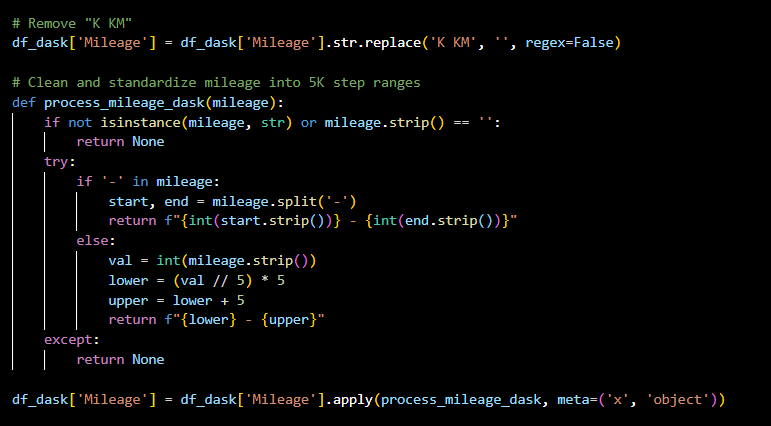 # Remove "K KM"
df_dask['Mileage'] = df_dask['Mileage'].str.replace('K KM', '', regex=False)
# Clean and standardize mileage into 5K step ranges
def process_mileage_dask(mileage):
    if not isinstance(mileage, str) or mileage.strip() == '':
        return None
    try:
        if '-' in mileage:
            start, end = mileage.split('-')
            return f"{int(start.strip())} - {int(end.strip())}"
        else:
            val = int(mileage.strip())
            lower = (val // 5) * 5
            upper = lower + 5
            return f"{lower} - {upper}"
    except:
        return None
df_dask['Mileage'] = df_dask['Mileage'].apply(process_mileage_dask, meta=('x', 'object'))